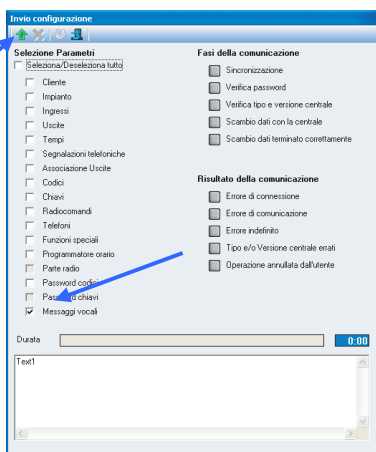 Invio configurazione
Selezione Parametri
Seleziona/Deseleziona tutto
Cliente
Impianto
Ingressi
Uscite
Tempi
Segnalazioni telefoniche
Associazione Uscite
Codici
Chiavi
Radiocomandi
Telefoni
Funzioni speciali
Programmatore orario
Parte radio
Password codici
Password chiavi
Messaggi vocali
Fasi della comunicazione
Sincronizzazione
Verifica password
Verifica tipo e versione centrale
Scambio dati con la centrale
Scambio dati terminato correttamente
Risultato della comunicazione
Errore di connessione
Errore di comunicazione
Errore indefinito
Tipo e/o Versione centrale errati
Operazione annullata dall'utente
Durata
0:00
Text1